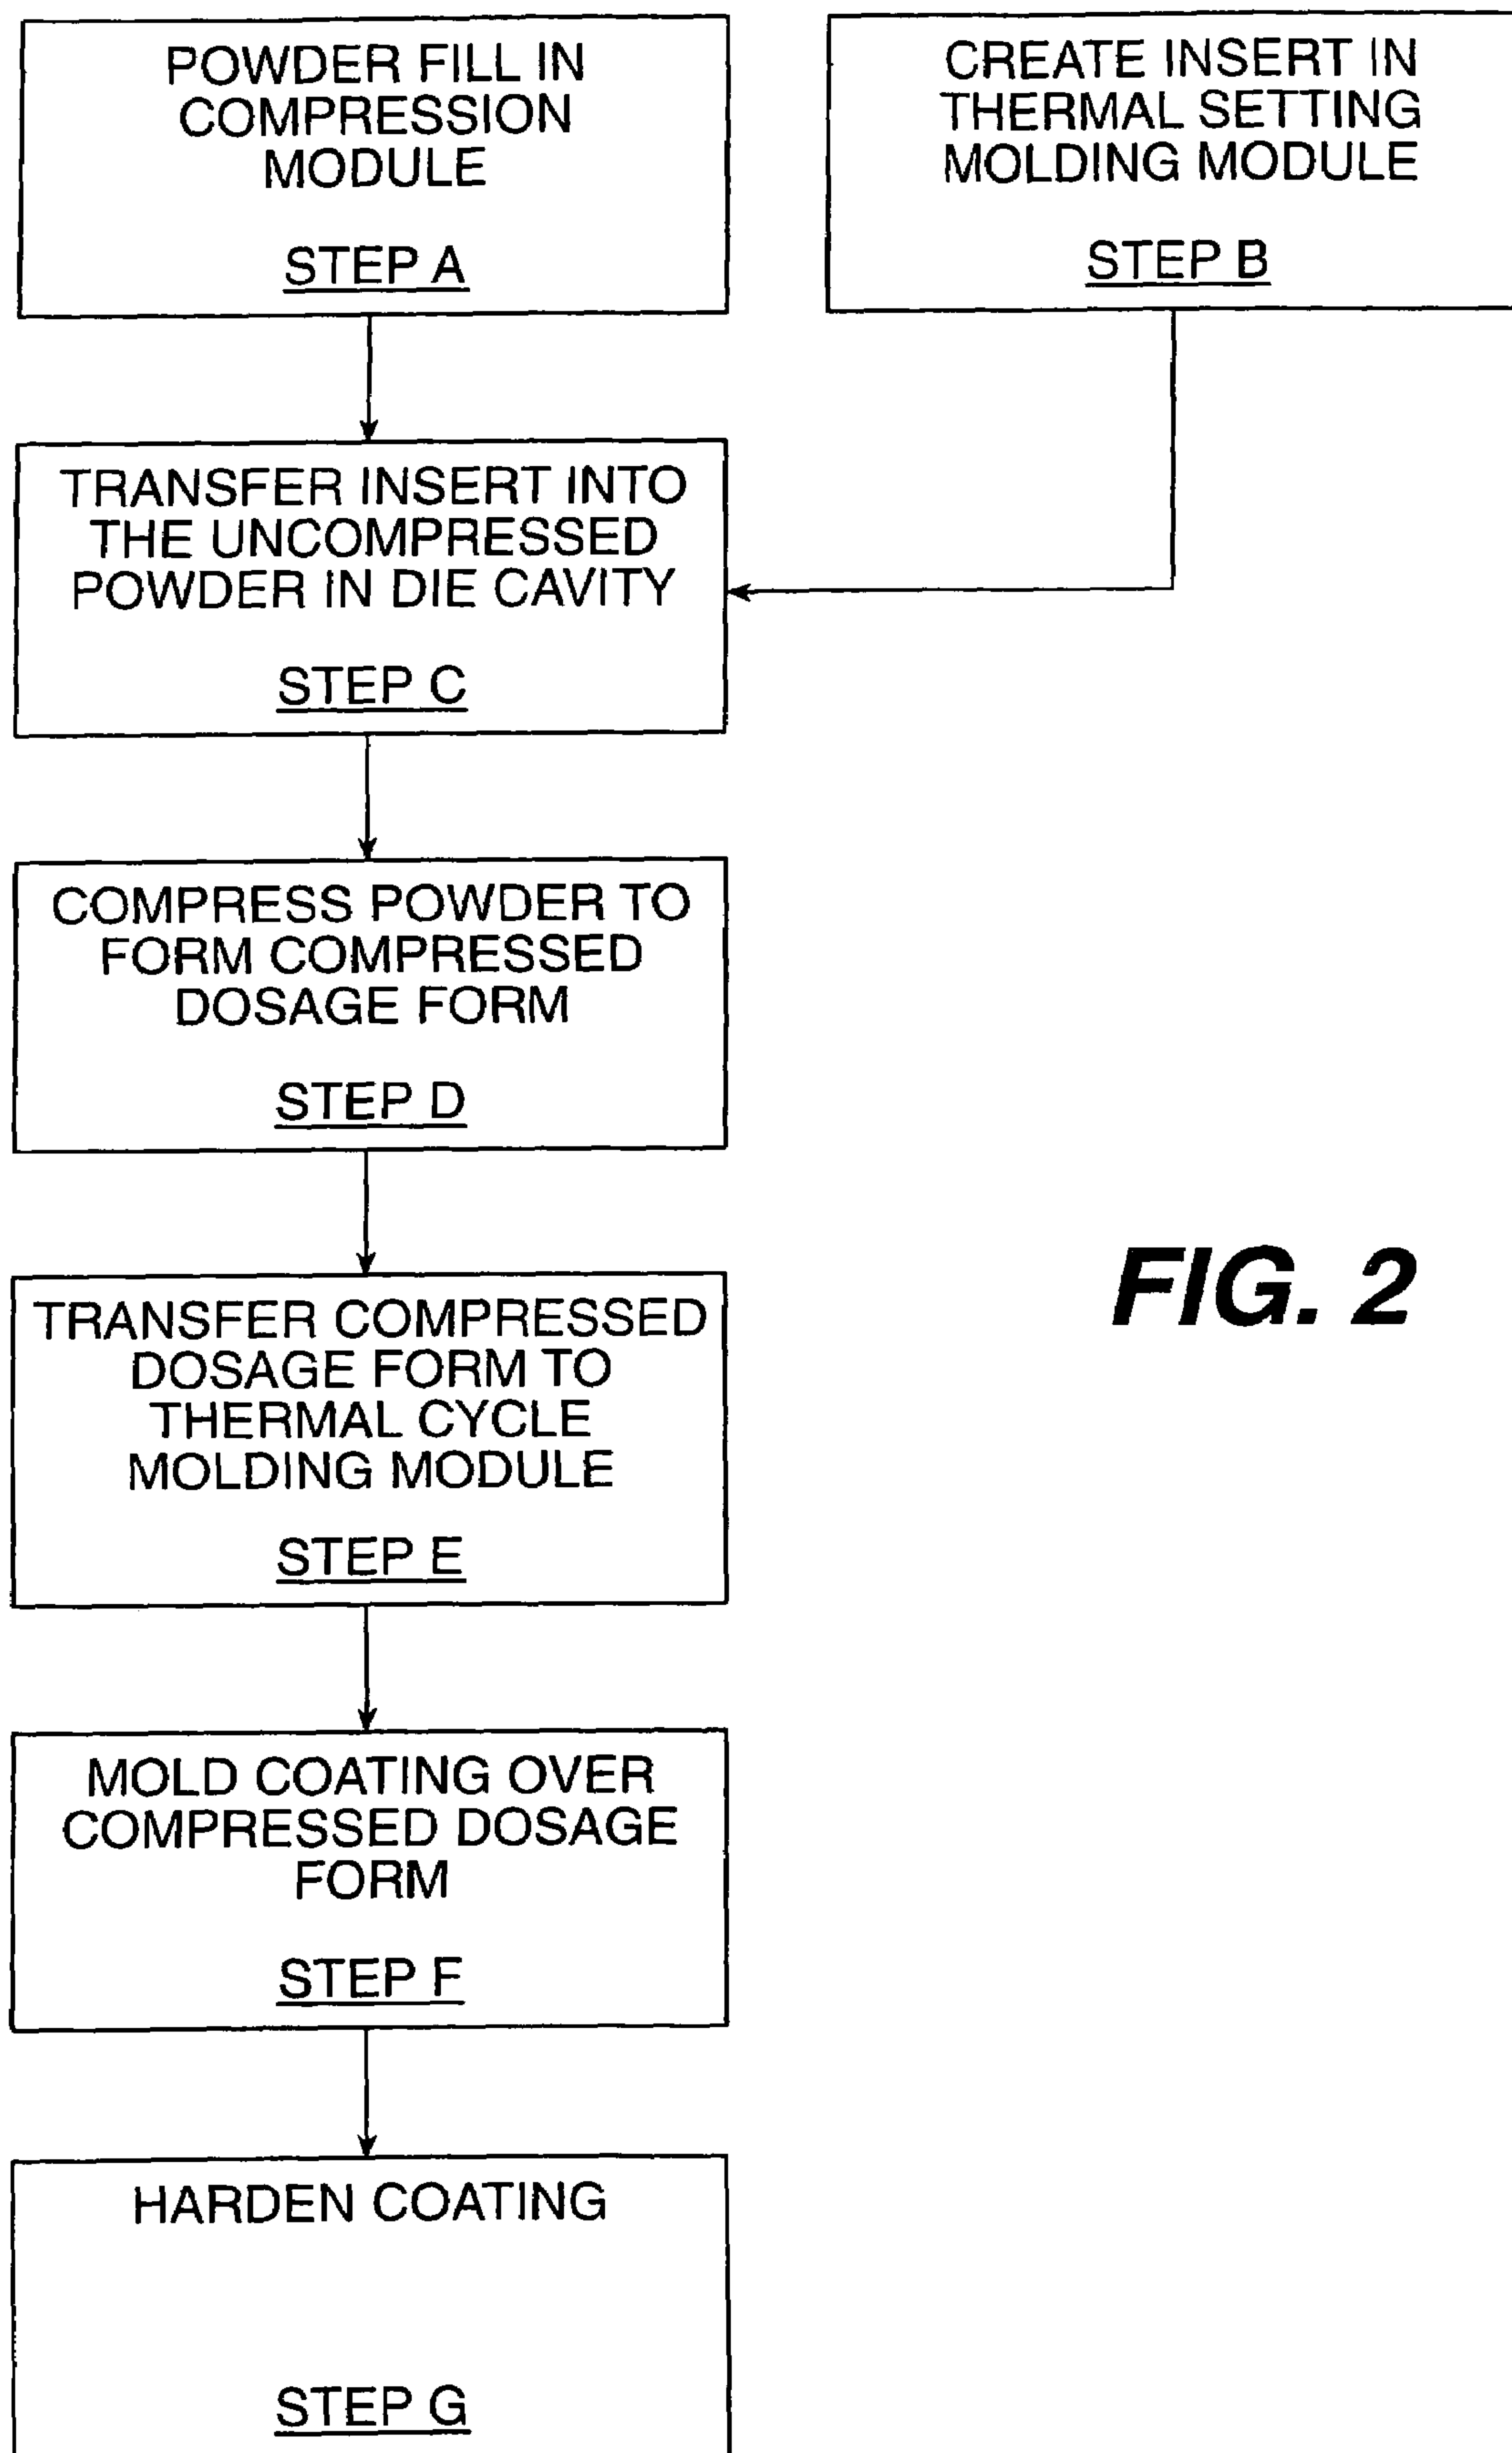 POWDER FILL IN
COMPRESSION
MODULE
STEP A
CREATE INSERT IN
THERMAL SETTING
MOLDING MODULE
STEP B
TRANSFER INSERT INTO
THE UNCOMPRESSED
POWDER IN DIE CAVITY
STEP C
COMPRESS POWDER TO
FORM COMPRESSED
DOSAGE FORM
STEP D
TRANSFER COMPRESSED
DOSAGE FORM TO
THERMAL CYCLE
MOLDING MODULE
STEP E
MOLD COATING OVER
COMPRESSED DOSAGE
FORM
STEP F
HARDEN COATING
STEP G
FIG. 2